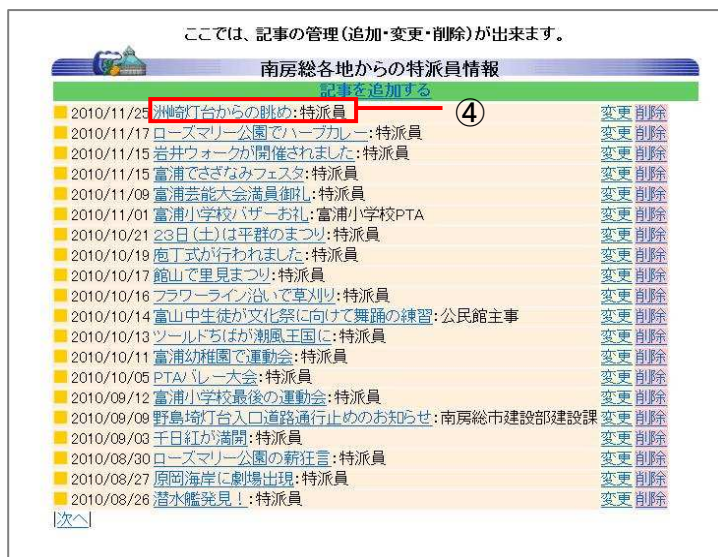 ここでは、記事の管理(追加・変更・削除)が出来ます。
南房総各地からの特派員情報
記事を追加する
2010/11/25 洲崎灯台からの眺め:特派員 ④ 変更 削除
2010/11/17 ローズマリー公園でハーブカレー:特派員 変更 削除
2010/11/15 岩井ウォークが開催されました:特派員 変更 削除
2010/11/15 富浦でさざなみフェスタ:特派員 変更 削除
2010/11/09 富浦芸能大会満員御礼:特派員 変更 削除
2010/11/01 富浦小学校バザーお礼:富浦小学校PTA 変更 削除
2010/10/21 23日(土)は平群のまつり:特派員 変更 削除
2010/10/19 庖丁式が行われました:特派員 変更 削除
2010/10/17 館山で里見まつり:特派員 変更 削除
2010/10/16 フラワーライン沿いで草刈り:特派員 変更 削除
2010/10/14 富山中生徒が文化祭に向けて舞踊の練習:公民館主事 変更 削除
2010/10/13 ツールドちばが潮風王国に:特派員 変更 削除
2010/10/11 富浦幼稚園で運動会:特派員 変更 削除
2010/10/05 PTAバレー大会:特派員 変更 削除
2010/09/12 富浦小学校最後の運動会:特派員 変更 削除
2010/09/09 野島埼灯台入口道路通行止めのお知らせ:南房総市建設部建設課 変更 削除
2010/09/03 千日紅が満開:特派員 変更 削除
2010/08/30 ローズマリー公園の薪狂言:特派員 変更 削除
2010/08/27 原岡海岸に劇場出現:特派員 変更 削除
2010/08/26 潜水艦発見!:特派員 変更 削除
|次へ|